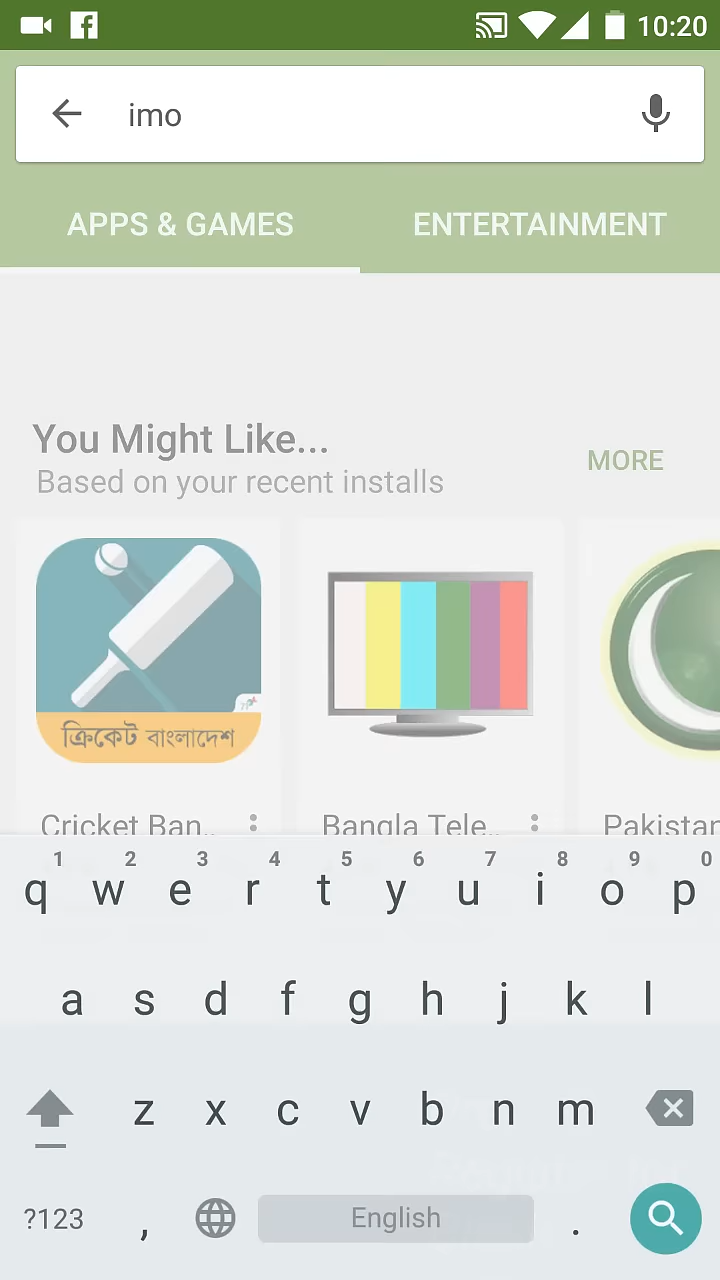 10:20
imo
APPS & GAMES ENTERTAINMENT
You Might Like...
MORE
Based on your recent installs
ক্রিকেট বাংলাদেশ
Cricket Ban.. Bangla Tele.. Pakistan
1 2 3 4 5 6 7 8 9 0
q w e r t y u i o p
a s d f g h j k l
z x c v b n m
?123 , English .